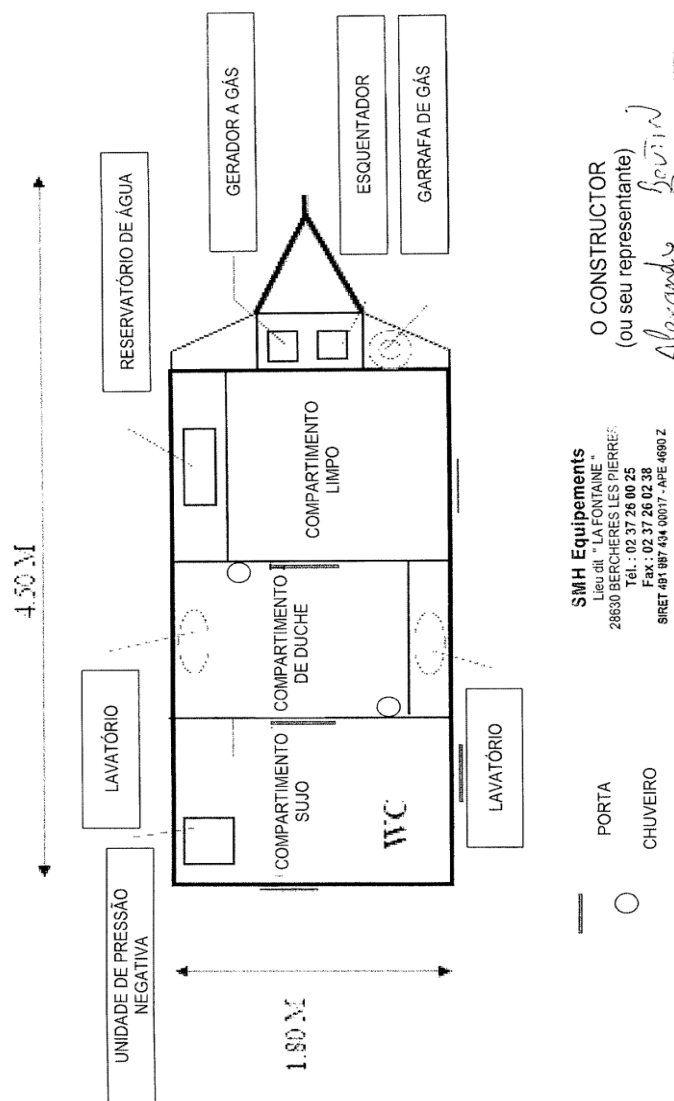 4.50 M
UNIDADE DE PRESSÃO
NEGATIVA
LAVATÓRIO
RESERVATÓRIO DE ÁGUA
GERADOR A GÁS
ESQUENTADOR
GARRAFA DE GÁS
1.80 M
COMPARTIMENTO
SUJO
WC
COMPARTIMENTO
DE DUCHE
COMPARTIMENTO
LIMPO
LAVATÓRIO
PORTA
CHUVEIRO
SMH Equipements
Lieu dit " LA FONTAINE "
28630 BERCHERES LES PIERRES
Tél. : 02 37 26 00 25
Fax : 02 37 26 02 38
SIRET 491 987 494 00017 - APE 4690 Z
O CONSTRUCTOR
(ou seu representante)